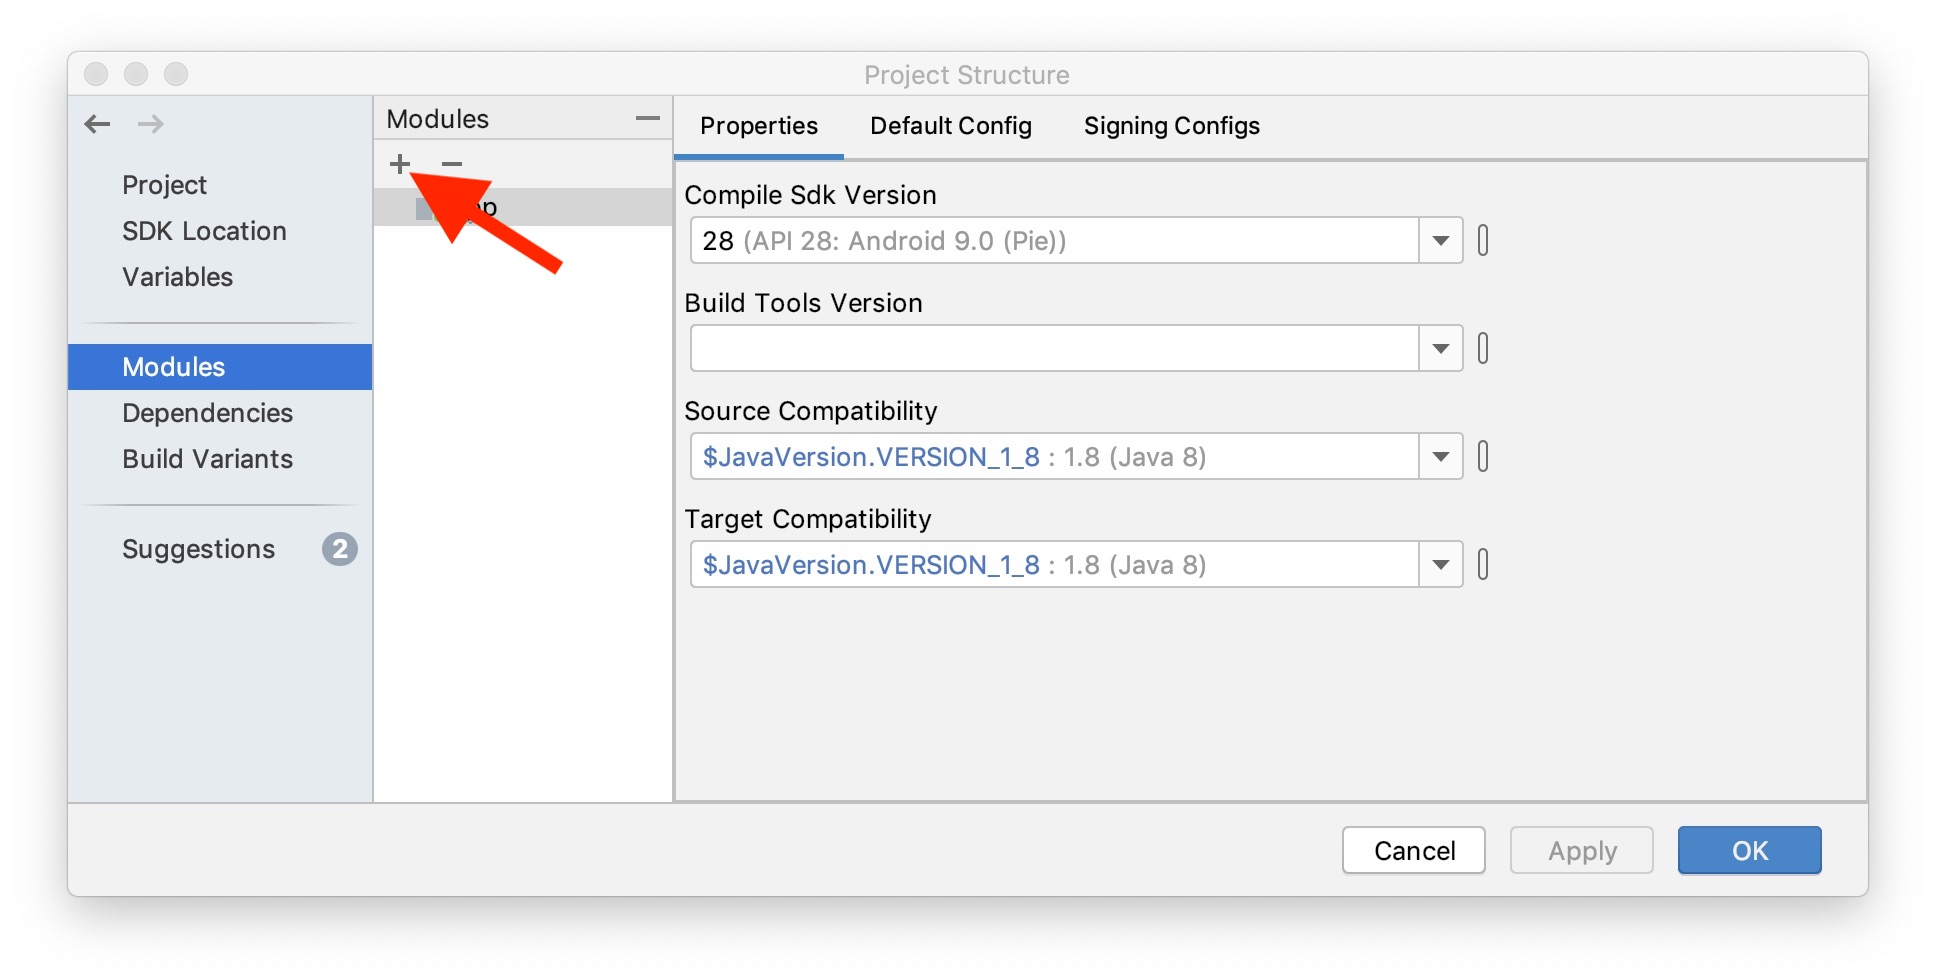 Project Structure
Modules
Properties Default Config Signing Configs
Project
SDK Location
Variables
Modules
Dependencies
Build Variants
Suggestions 2
Compile Sdk Version
28 (API 28: Android 9.0 (Pie))
Build Tools Version
Source Compatibility
$JavaVersion.VERSION_1_8 : 1.8 (Java 8)
Target Compatibility
$JavaVersion.VERSION_1_8 : 1.8 (Java 8)
Cancel Apply OK